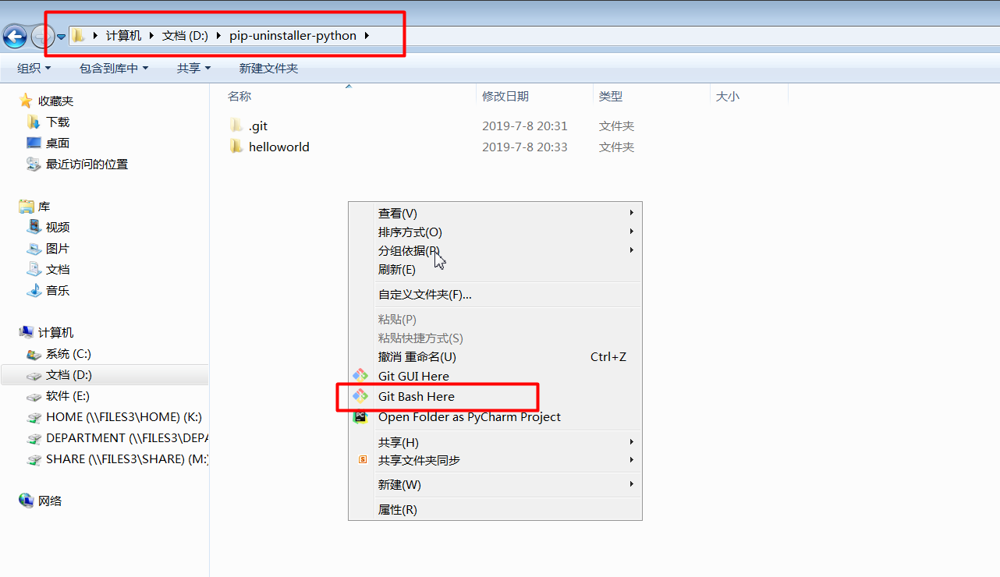 计算机 文档 (D:) pip-uninstaller-python
组织 包含到库中 共享 新建文件夹
收藏夹
下载
桌面
最近访问的位置
库
视频
图片
文档
音乐
计算机
系统 (C:)
文档 (D:)
软件 (E:)
HOME (\\FILES3\HOME) (K:)
DEPARTMENT (\\FILES3\DEPA
SHARE (\\FILES3\SHARE) (M:)
网络
名称 修改日期 类型 大小
.git 2019-7-8 20:31 文件夹
helloworld 2019-7-8 20:33 文件夹
查看(V)
排序方式(O)
分组依据(P)
刷新(E)
自定义文件夹(F)...
粘贴(P)
粘贴快捷方式(S)
撤消 重命名(U) Ctrl+Z
Git GUI Here
Git Bash Here
Open Folder as PyCharm Project
共享(H)
共享文件夹同步
新建(W)
属性(R)